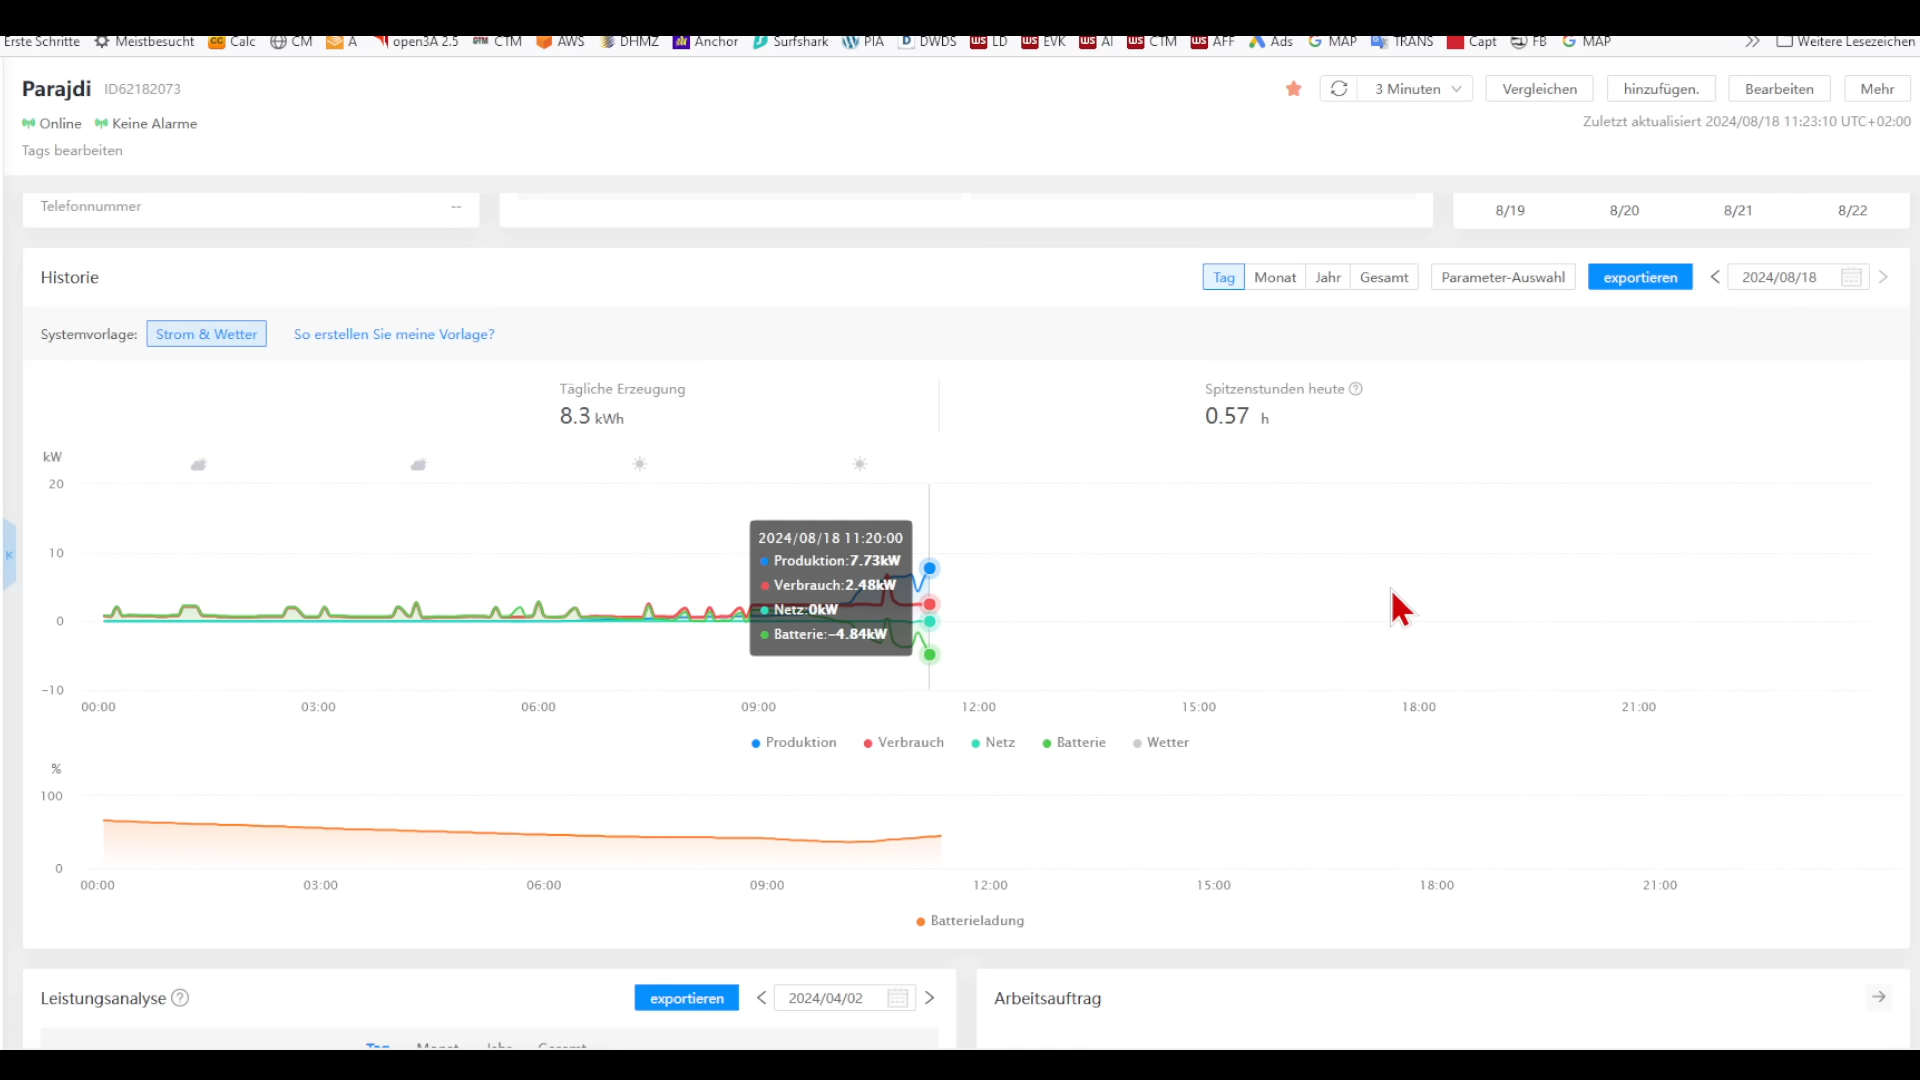 Erste Schritte Meistbesucht Calc CM A open3A 2.5 CTM AWS DHMZ Anchor Surfshark PIA DWDS LD EVK AI CTM AFF Ads MAP TRANS Capt FB MAP Weitere Lesezeichen
Parajdi ID62182073
3 Minuten Vergleichen hinzufügen. Bearbeiten Mehr
Online Keine Alarme
Zuletzt aktualisiert 2024/08/18 11:23:10 UTC+02:00
Tags bearbeiten
Telefonnummer --
8/19 8/20 8/21 8/22
Historie
Tag Monat Jahr Gesamt Parameter-Auswahl exportieren 2024/08/18
Systemvorlage: Strom & Wetter So erstellen Sie meine Vorlage?
Tägliche Erzeugung
8.3 kWh
Spitzenstunden heute
0.57 h
kW
20
10
0
-10
2024/08/18 11:20:00
Produktion:7.73kW
Verbrauch:2.48kW
Netz:0kW
Batterie:-4.84kW
00:00 03:00 06:00 09:00 12:00 15:00 18:00 21:00
Produktion Verbrauch Netz Batterie Wetter
%
100
0
00:00 03:00 06:00 09:00 12:00 15:00 18:00 21:00
Batterieladung
Leistungsanalyse exportieren 2024/04/02
Arbeitsauftrag
Tag Monat Jahr Gesamt